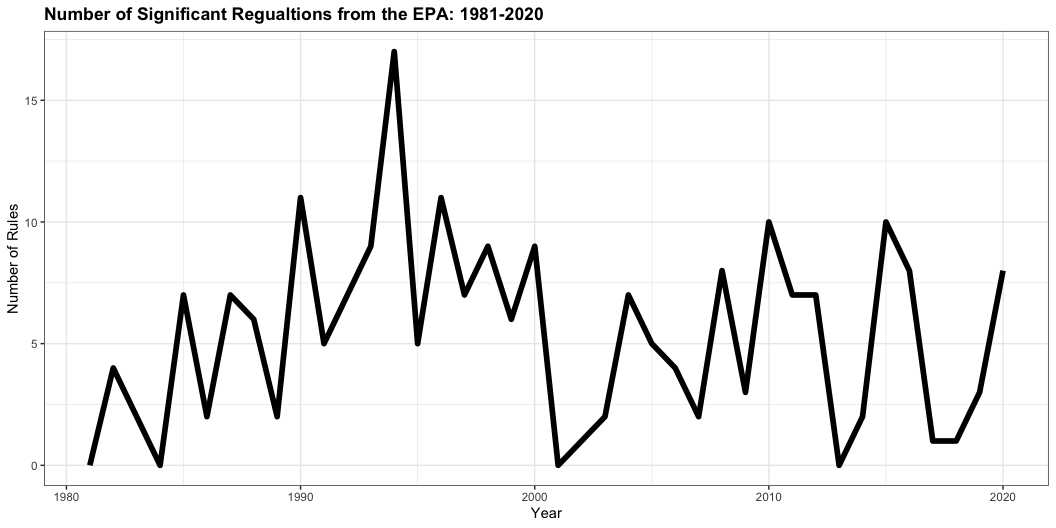 Number of Significant Regualtions from the EPA: 1981-2020
Number of Rules
15
10
5
0
1980 1990 2000 2010 2020
Year